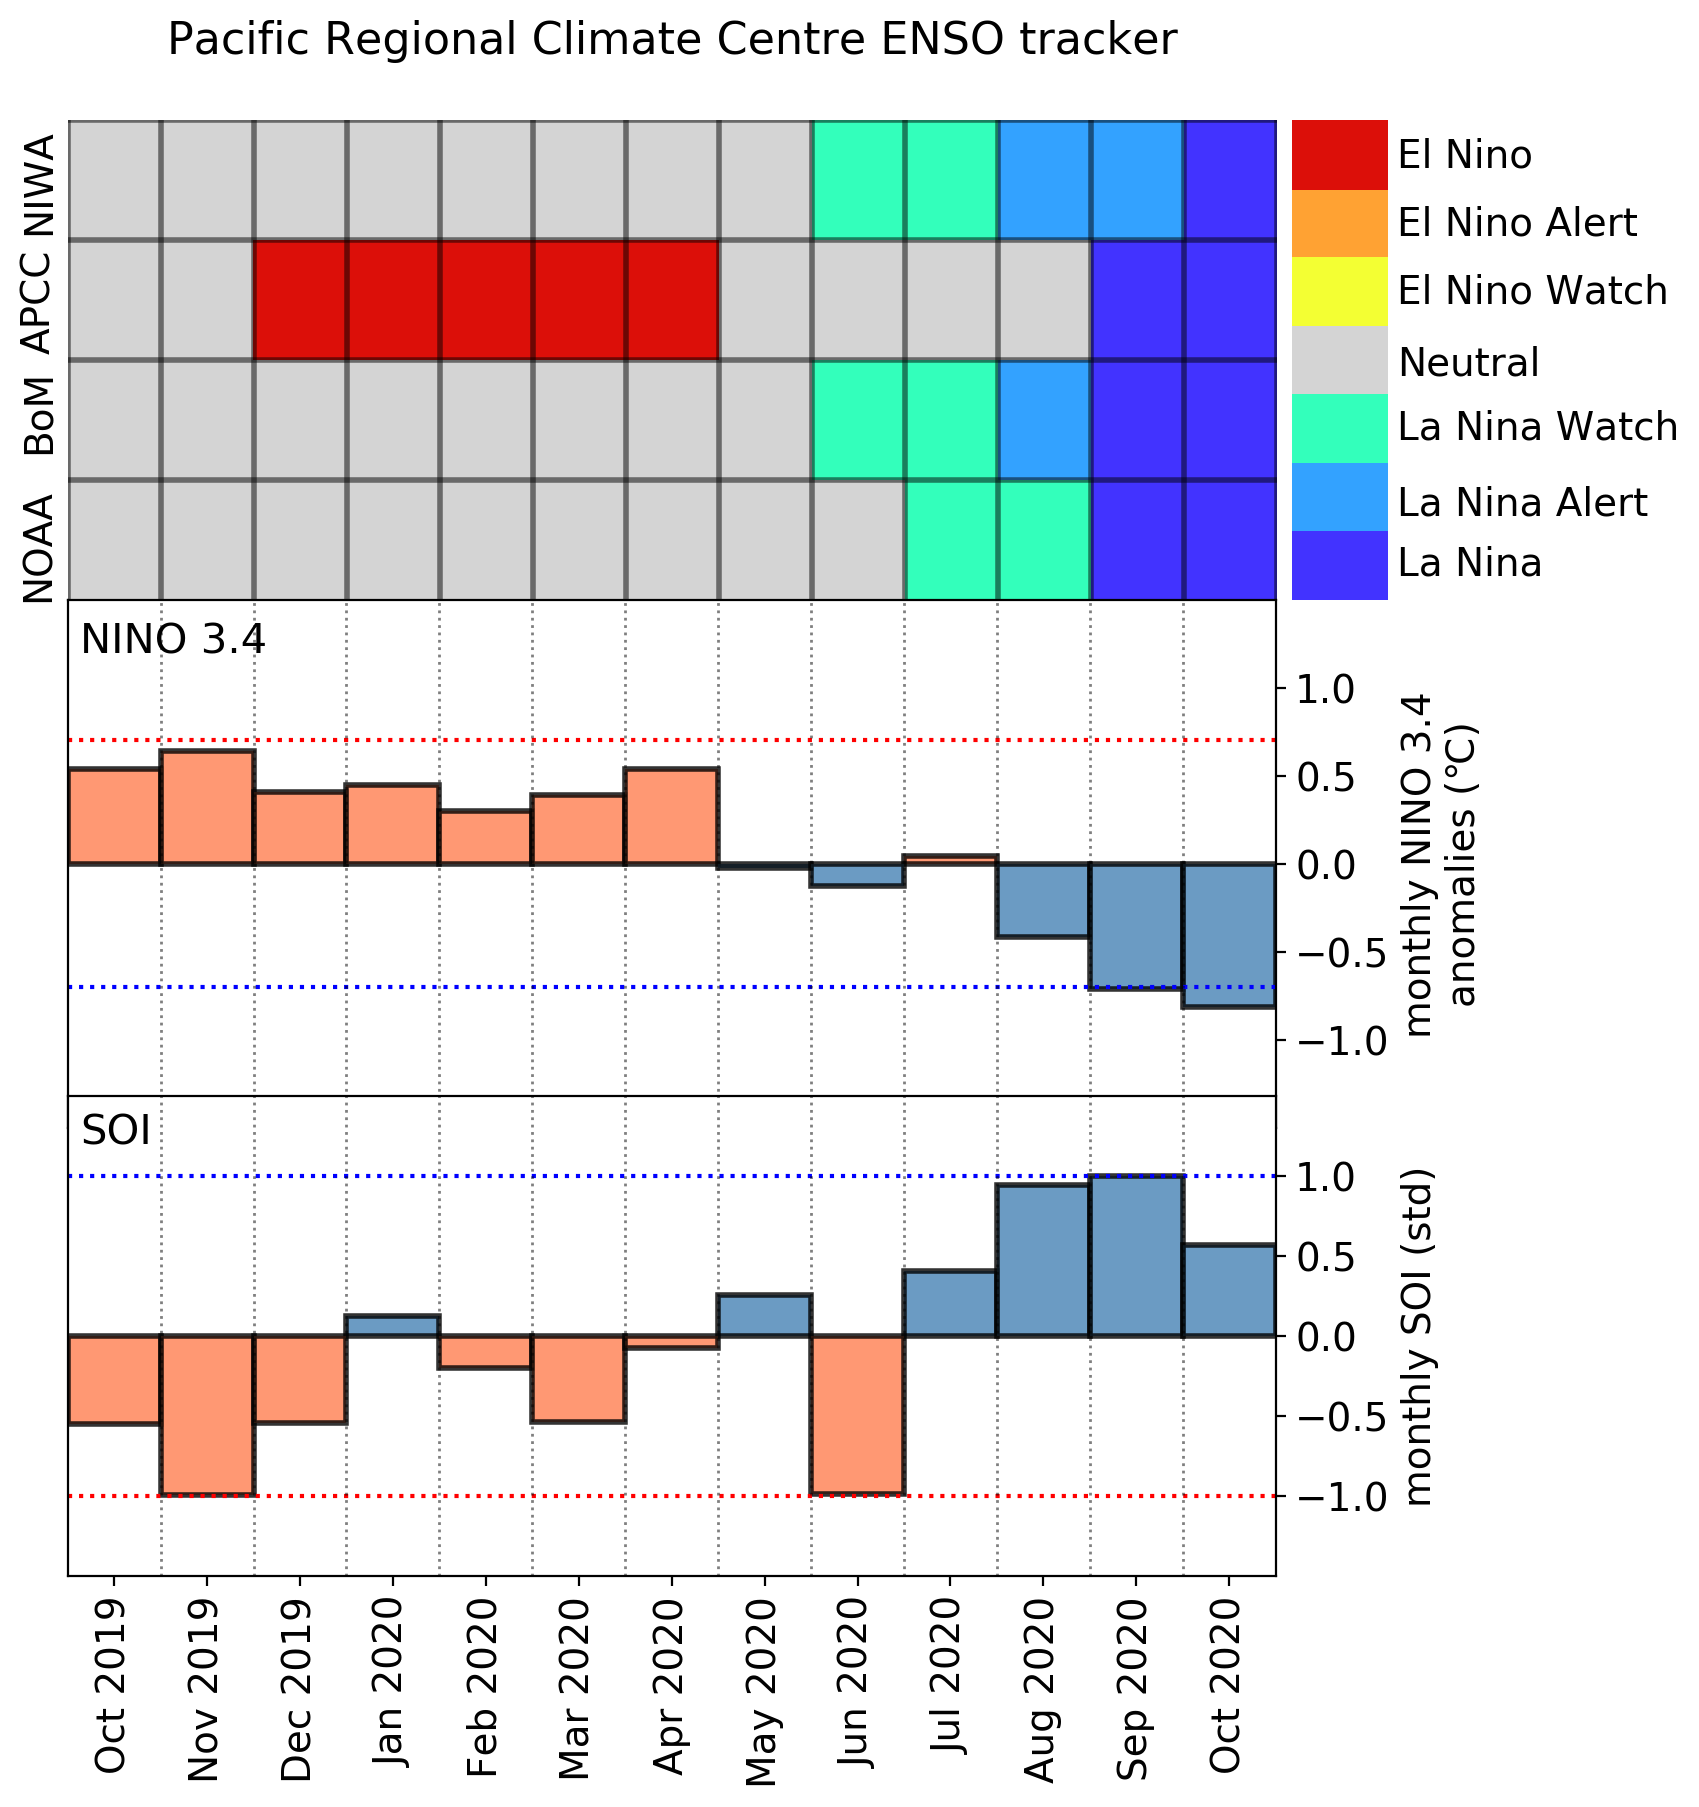 Pacific Regional Climate Centre ENSO tracker
NIWA
APCC
BoM
NOAA
El Nino
El Nino Alert
El Nino Watch
Neutral
La Nina Watch
La Nina Alert
La Nina
NINO 3.4
1.0
0.5
0.0
−0.5
−1.0
monthly NINO 3.4
anomalies (°C)
SOI
1.0
0.5
0.0
−0.5
−1.0
monthly SOI (std)
Oct 2019
Nov 2019
Dec 2019
Jan 2020
Feb 2020
Mar 2020
Apr 2020
May 2020
Jun 2020
Jul 2020
Aug 2020
Sep 2020
Oct 2020